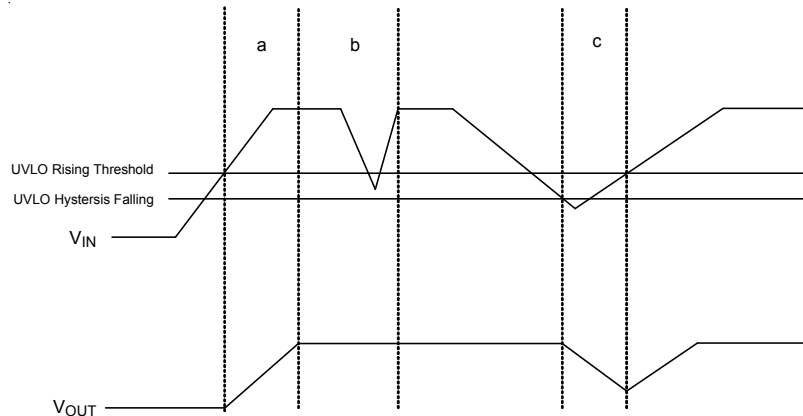 a
b
c
UVLO Rising Threshold
UVLO Hystersis Falling
VIN
VOUT